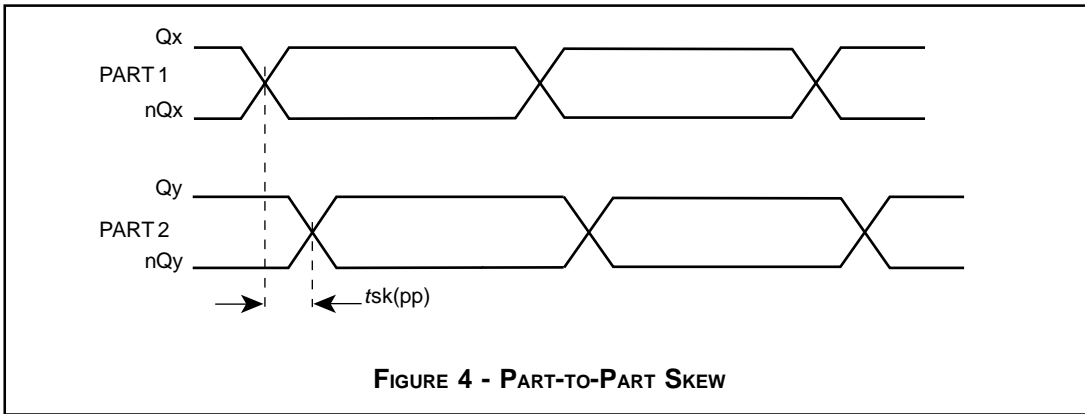 Qx
PART 1
nQx
Qy
PART 2
nQy
tsk(pp)
FIGURE 4 - PART-TO-PART SKEW